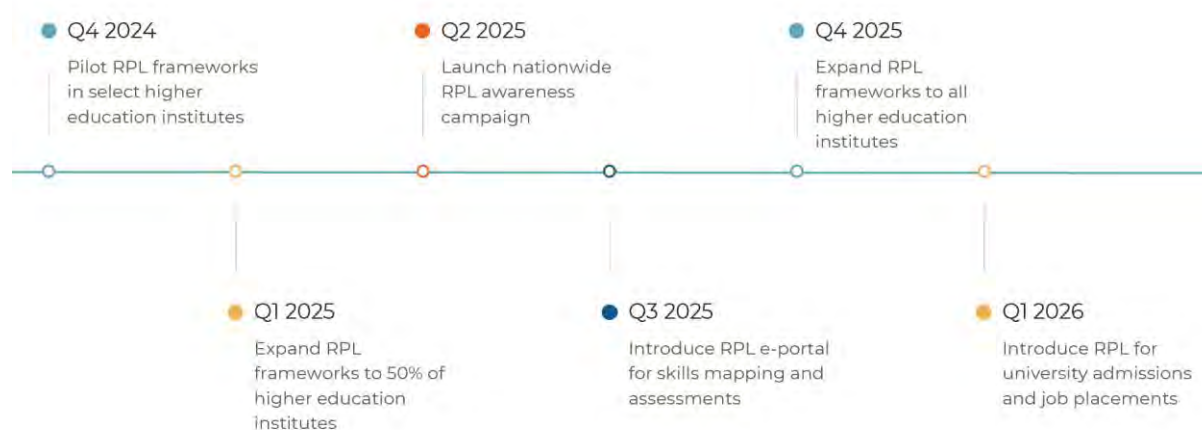 Q4 2024
Pilot RPL frameworks
in select higher
education institutes
Q2 2025
Launch nationwide
RPL awareness
campaign
Q4 2025
Expand RPL
frameworks to all
higher education
institutes
Q1 2025
Expand RPL
frameworks to 50% of
higher education
institutes
Q3 2025
Introduce RPL e-portal
for skills mapping and
assessments
Q1 2026
Introduce RPL for
university admissions
and job placements